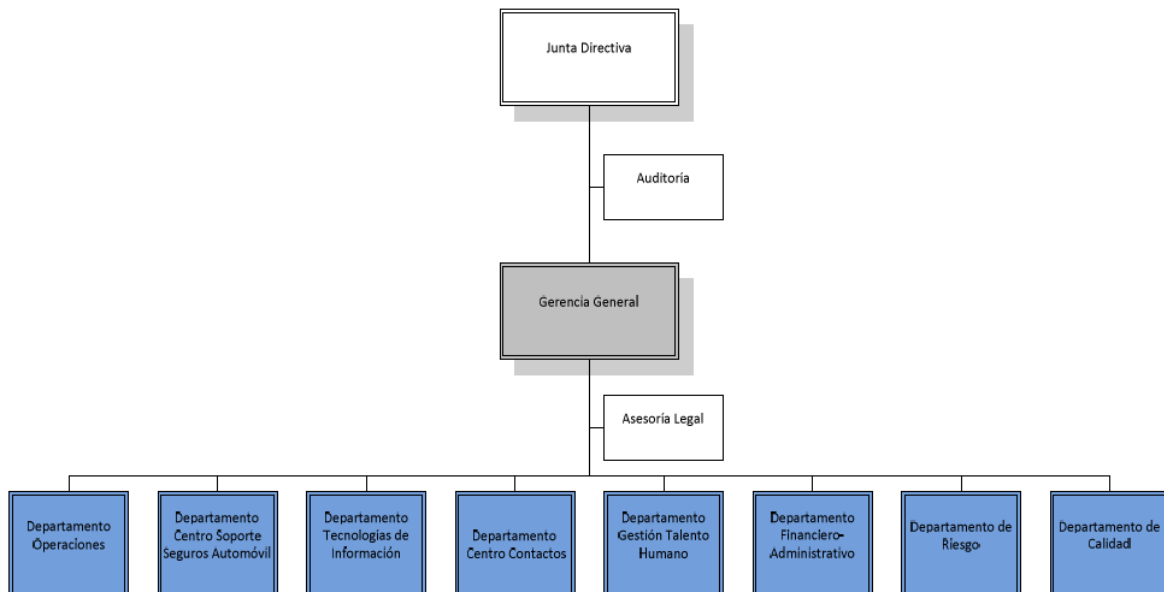 Junta Directiva
Auditoría
Gerencia General
Asesoría Legal
Departamento
Operaciones
Departamento
Centro Soporte
Seguros Automóvil
Departamento
Tecnologías de
Información
Departamento
Centro Contactos
Departamento
Gestión Talento
Humano
Departamento
Financiero-
Administrativo
Departamento de
Riesgo
Departamento de
Calidad